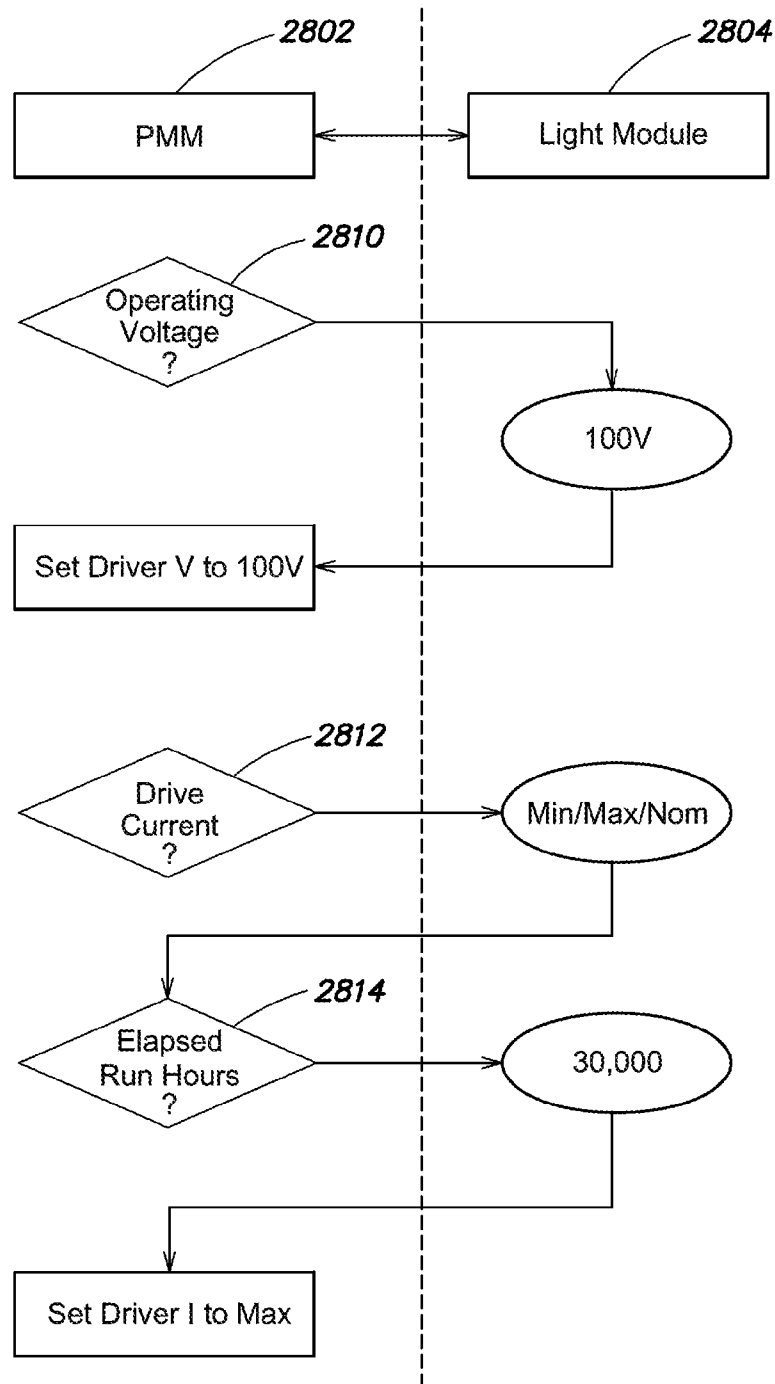 2802
2804
PMM
Light Module
2810
Operating
Voltage
?
100V
Set Driver V to 100V
2812
Drive
Current
?
Min/Max/Nom
2814
Elapsed
Run Hours
?
30,000
Set Driver I to Max